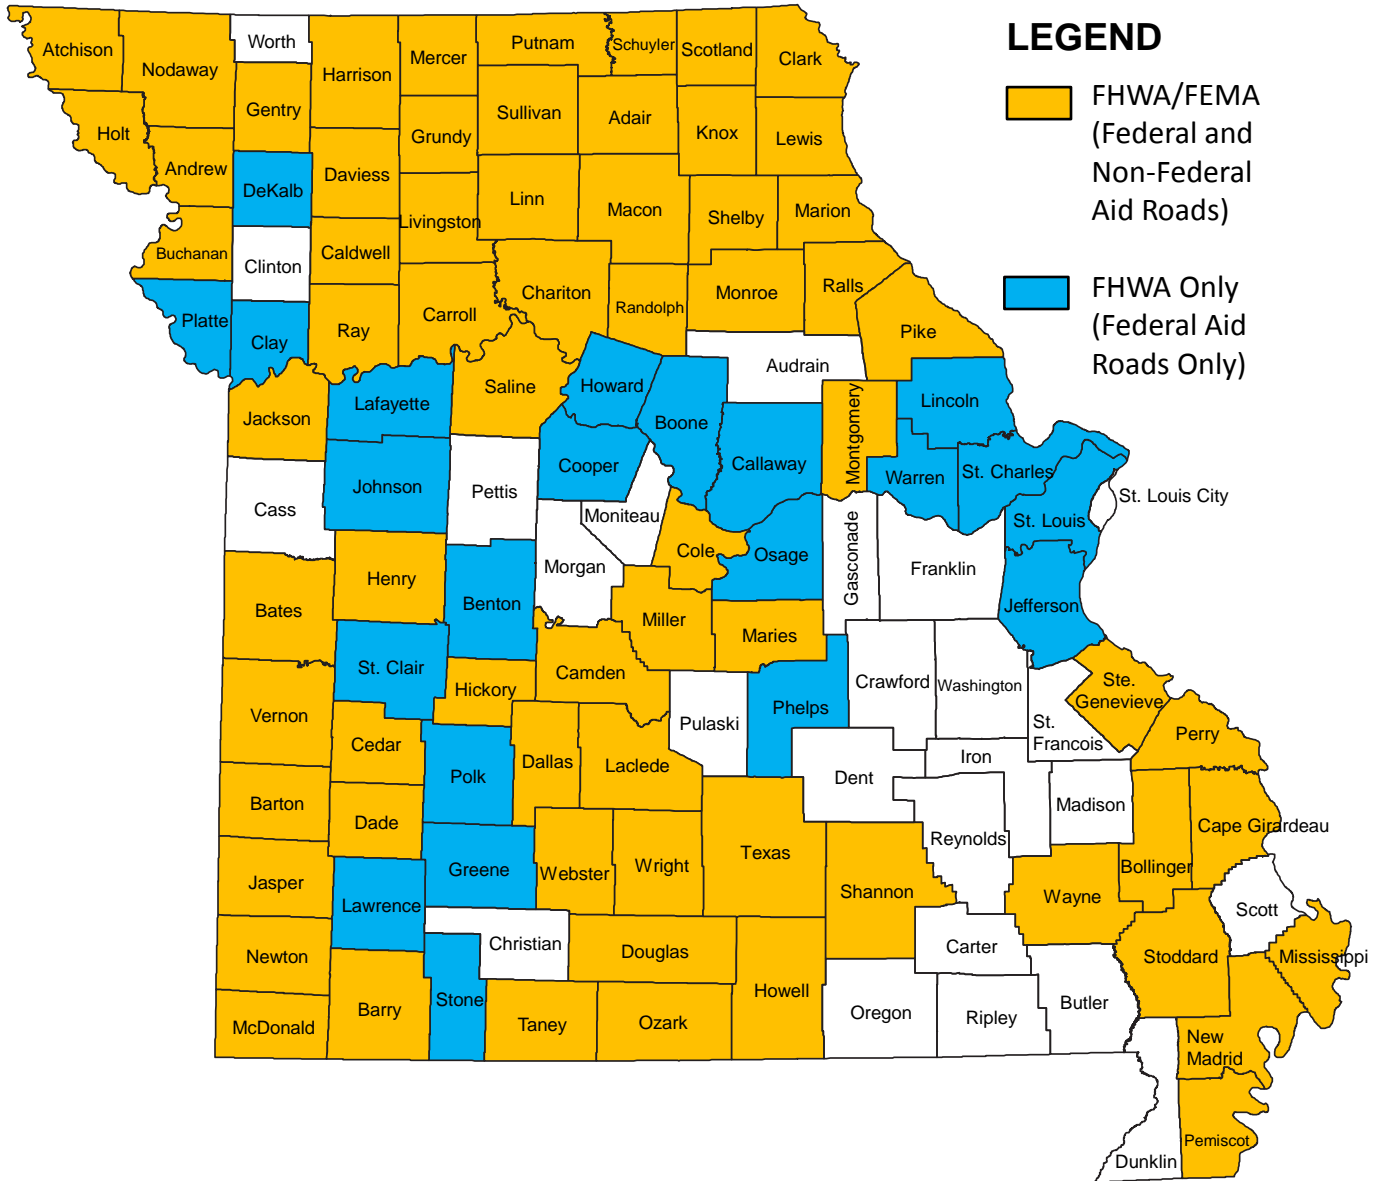 LEGEND
FHWA/FEMA
(Federal and
Non-Federal
Aid Roads)
FHWA Only
(Federal Aid
Roads Only)
Atchison
Nodaway
Worth
Harrison
Mercer
Putnam
Schuyler
Scotland
Clark
Holt
Gentry
Grundy
Sullivan
Adair
Knox
Lewis
Andrew
DeKalb
Daviess
Livingston
Linn
Macon
Shelby
Marion
Buchanan
Clinton
Caldwell
Carroll
Chariton
Randolph
Monroe
Ralls
Pike
Platte
Clay
Ray
Saline
Howard
Boone
Audrain
Callaway
Montgomery
Lincoln
Jackson
Lafayette
Johnson
Pettis
Cooper
Warren
St. Charles
St. Louis City
St. Louis
Cass
Moniteau
Morgan
Cole
Osage
Gasconade
Franklin
Jefferson
Bates
Henry
Benton
Miller
Maries
St. Clair
Hickory
Camden
Pulaski
Phelps
Crawford
Washington
St.
Francois
Ste.
Genevieve
Perry
Vernon
Cedar
Polk
Dallas
Laclede
Dent
Iron
Madison
Barton
Dade
Greene
Webster
Wright
Texas
Shannon
Reynolds
Wayne
Bollinger
Cape Girardeau
Jasper
Lawrence
Christian
Douglas
Howell
Carter
Butler
Stoddard
Scott
Mississippi
Newton
Barry
Stone
Taney
Ozark
Oregon
Ripley
New
Madrid
McDonald
Pemiscot
Dunklin